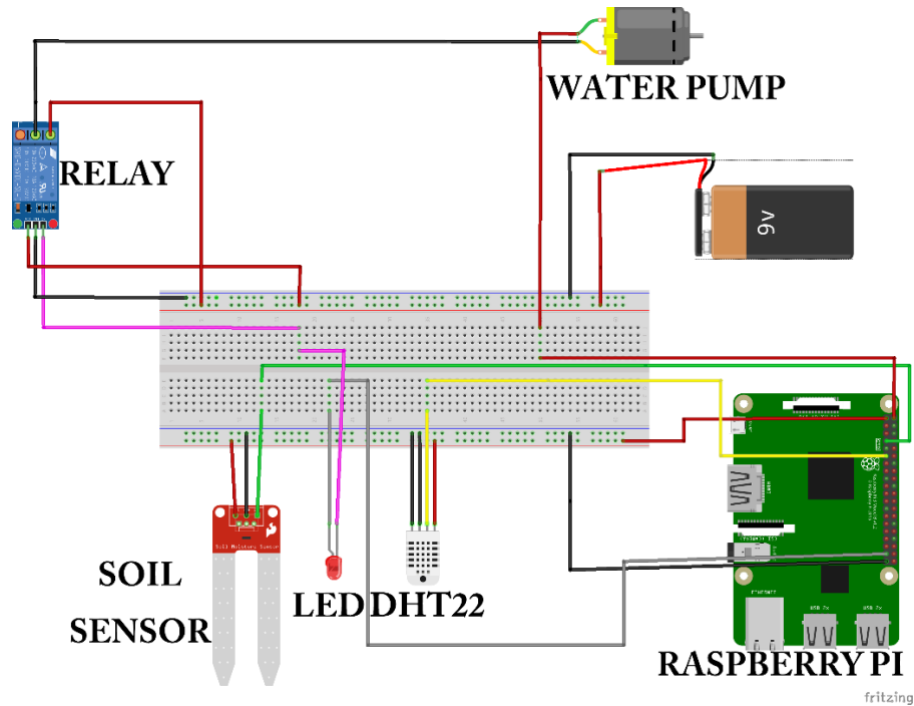 WATER PUMP
RELAY
9v
SOIL
SENSOR
LED
DHT22
RASPBERRY PI
fritzing